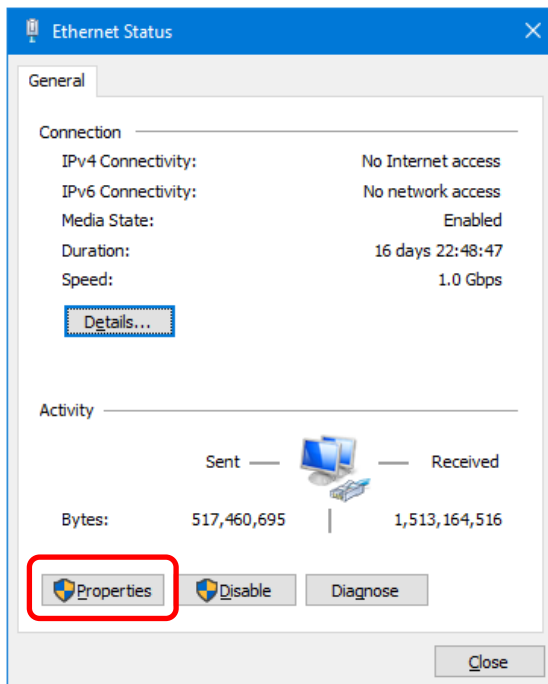 Ethernet Status
General
Connection
IPv4 Connectivity: No Internet access
IPv6 Connectivity: No network access
Media State: Enabled
Duration: 16 days 22:48:47
Speed: 1.0 Gbps
Details...
Activity
Sent Received
Bytes: 517,460,695 1,513,164,516
Properties Disable Diagnose
Close